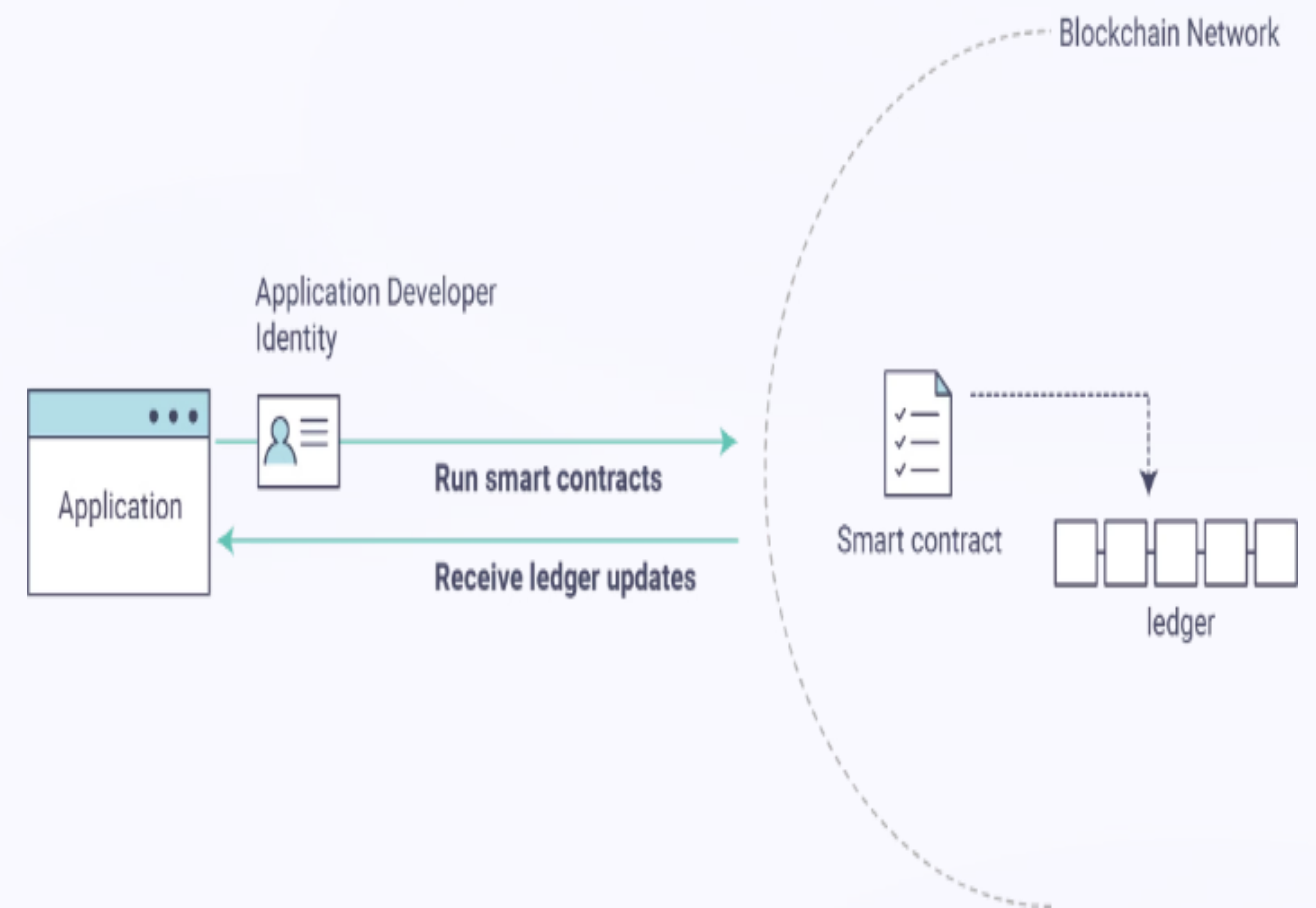 Blockchain Network
Application Developer
Identity
Application
Run smart contracts
Receive ledger updates
Smart contract
ledger